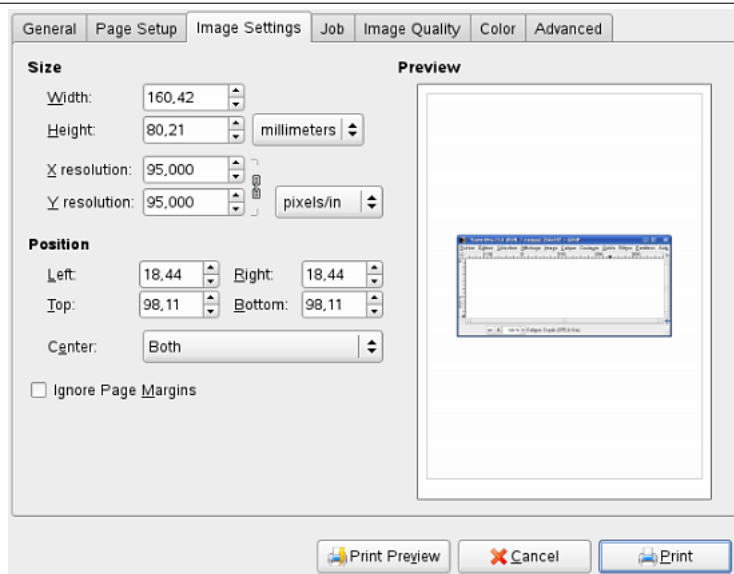 General Page Setup Image Settings Job Image Quality Color Advanced
Size
Width: 160,42
Height: 80,21 millimeters
X resolution: 95,000
Y resolution: 95,000 pixels/in
Position
Left: 18,44 Right: 18,44
Top: 98,11 Bottom: 98,11
Center: Both
Ignore Page Margins
Preview
Print Preview Cancel Print